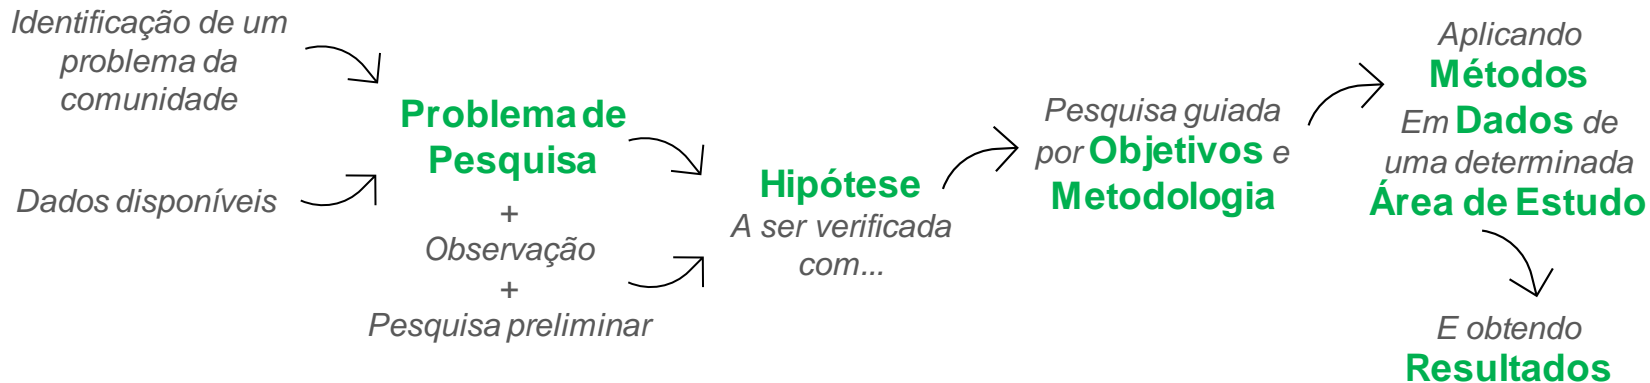 Identificação de um
problema da
comunidade
Dados disponíveis
Problema de
Pesquisa
+
Observação
+
Pesquisa preliminar
Hipótese
A ser verificada
com...
Pesquisa guiada
por Objetivos e
Metodologia
Aplicando
Métodos
Em Dados de
uma determinada
Área de Estudo
E obtendo
Resultados